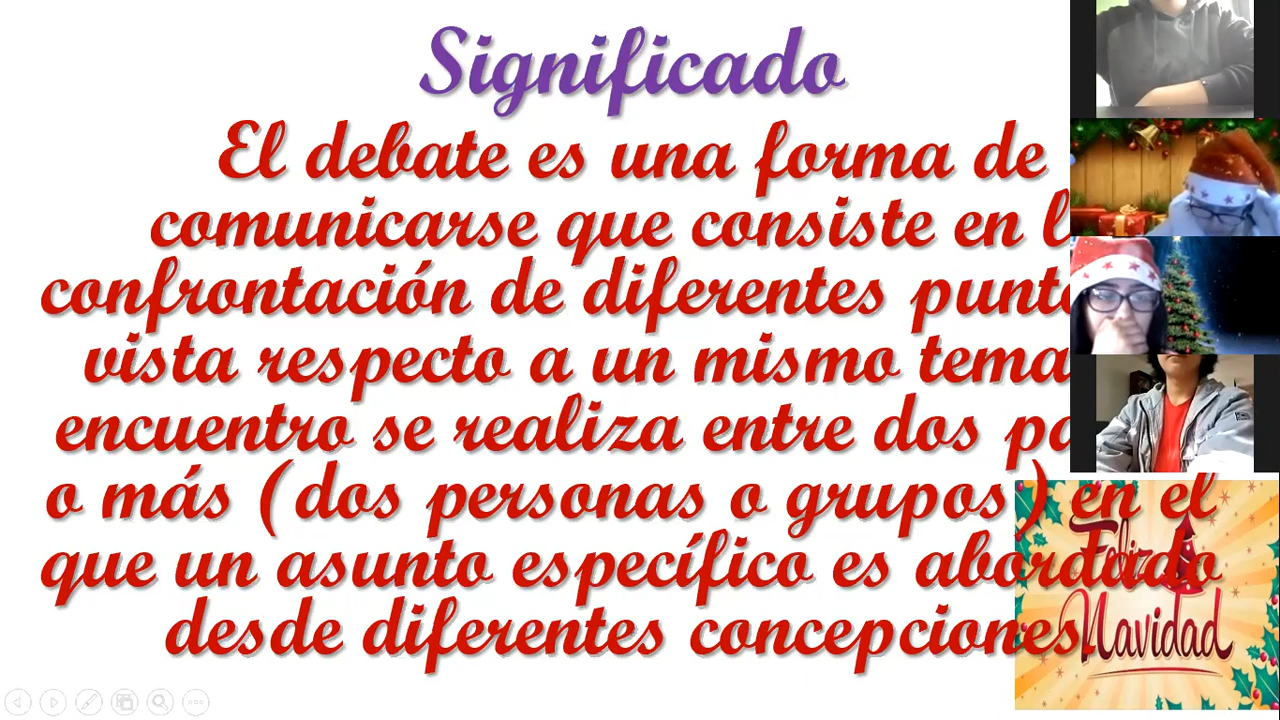 Significado
El debate es una forma de
comunicarse que consiste en
confrontación de diferentes
vista respecto a un mismo tema
encuentro se realiza entre dos
o más (dos personas o grupos) en el
que un asunto específico es abordado
desde diferentes concepciones.
Feliz
Navidad